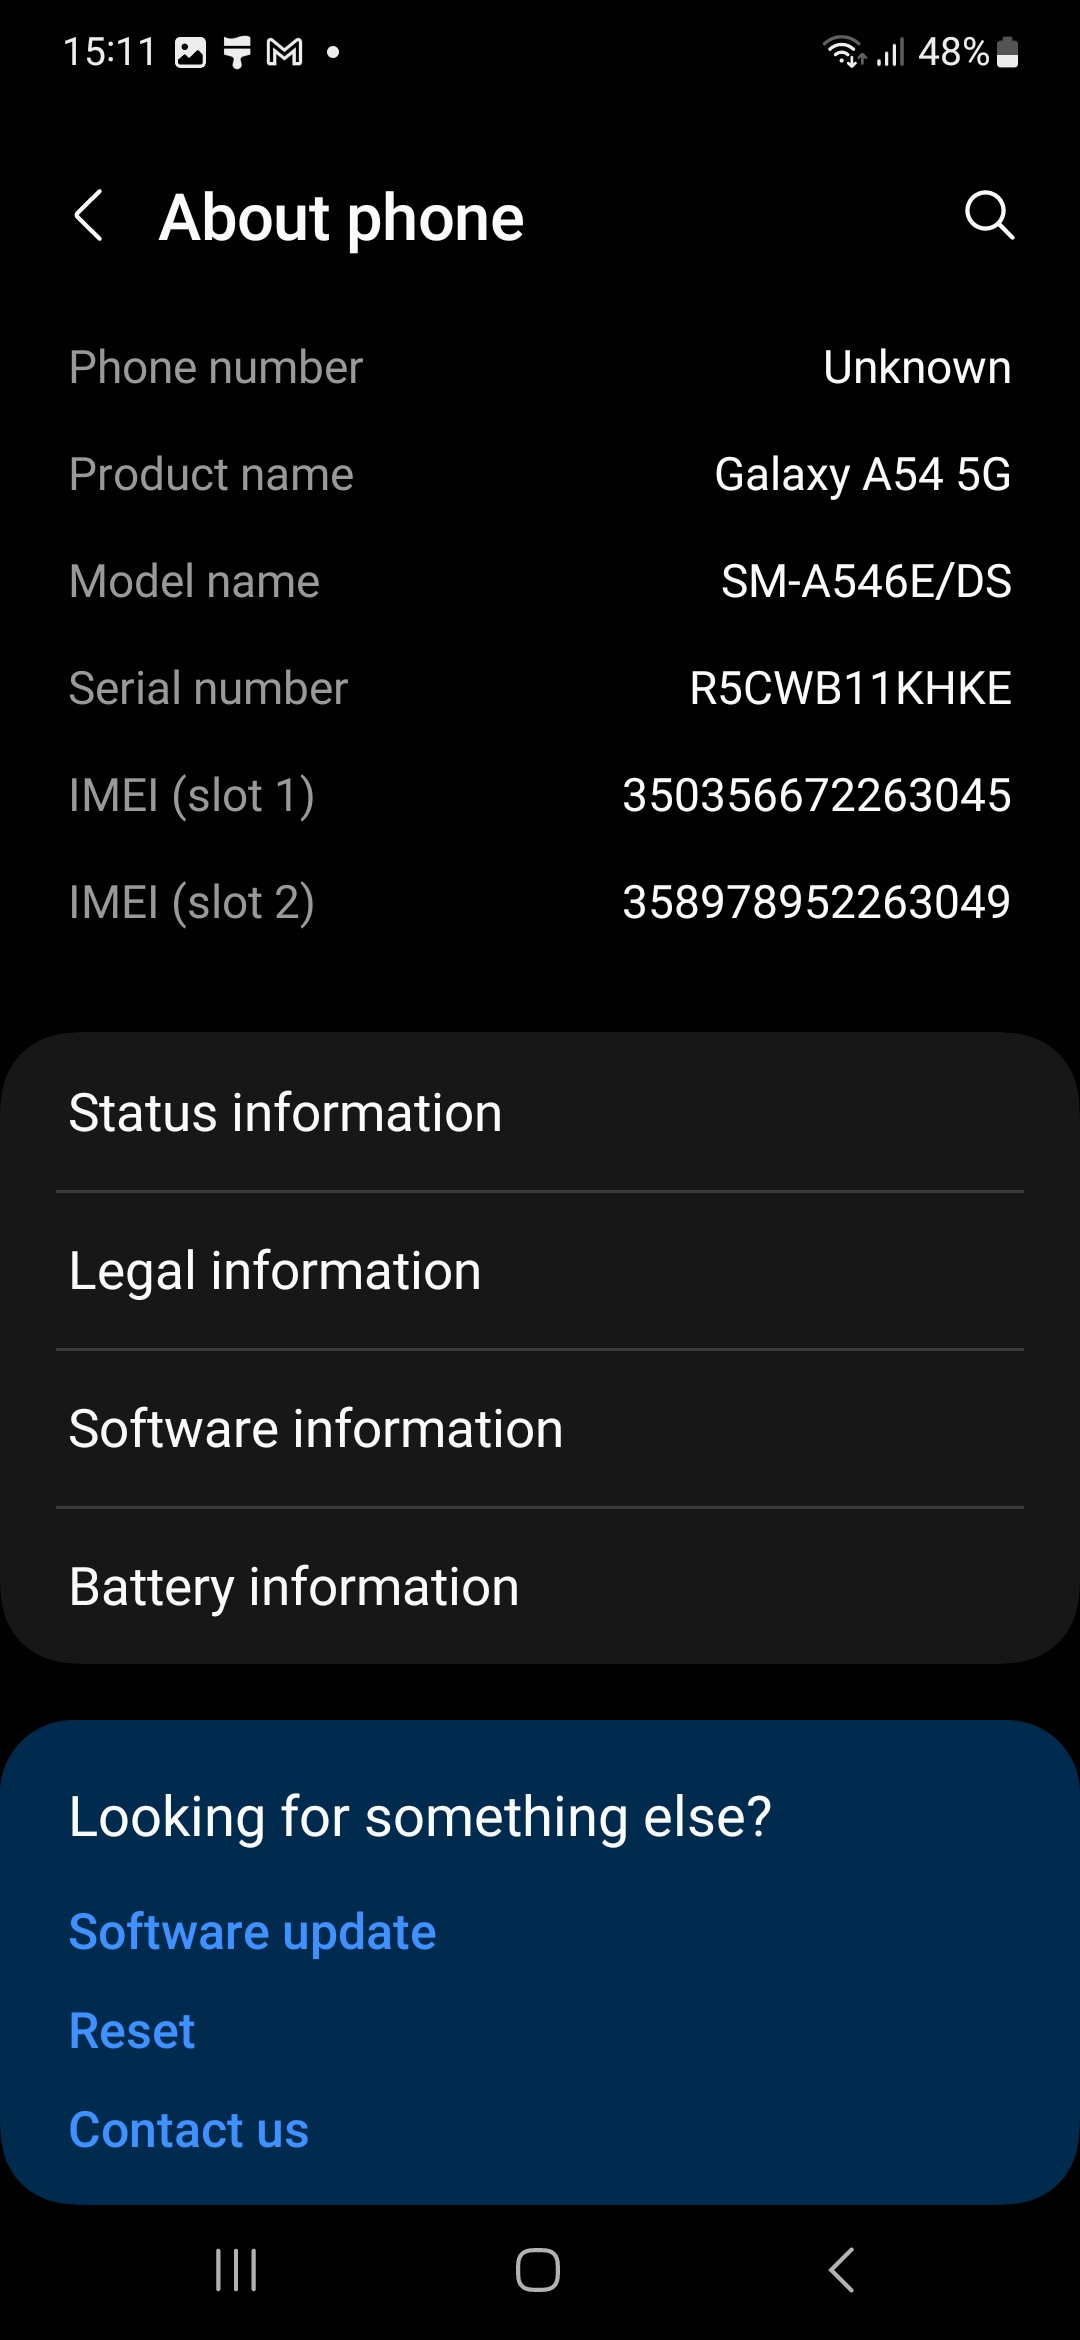 15:11 48%
About phone
Phone number Unknown
Product name Galaxy A54 5G
Model name SM-A546E/DS
Serial number R5CWB11KHKE
IMEI (slot 1) 350356672263045
IMEI (slot 2) 358978952263049
Status information
Legal information
Software information
Battery information
Looking for something else?
Software update
Reset
Contact us